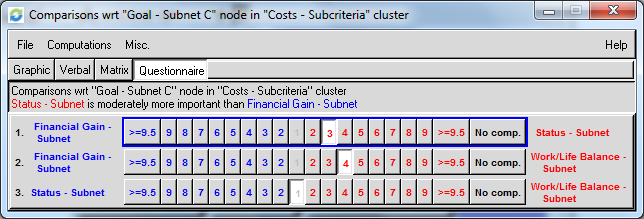 Comparisons wrt "Goal - Subnet C" node in "Costs - Subcriteria" cluster
File Computations Misc. Help
Graphic Verbal Matrix Questionnaire
Comparisons wrt "Goal - Subnet C" node in "Costs - Subcriteria" cluster
Status - Subnet is moderately more important than Financial Gain - Subnet
1. Financial Gain - Subnet >=9.5 9 8 7 6 5 4 3 2 1 2 3 4 5 6 7 8 9 >=9.5 No comp. Status - Subnet
2. Financial Gain - Subnet >=9.5 9 8 7 6 5 4 3 2 1 2 3 4 5 6 7 8 9 >=9.5 No comp. Work/Life Balance - Subnet
3. Status - Subnet >=9.5 9 8 7 6 5 4 3 2 1 2 3 4 5 6 7 8 9 >=9.5 No comp. Work/Life Balance - Subnet